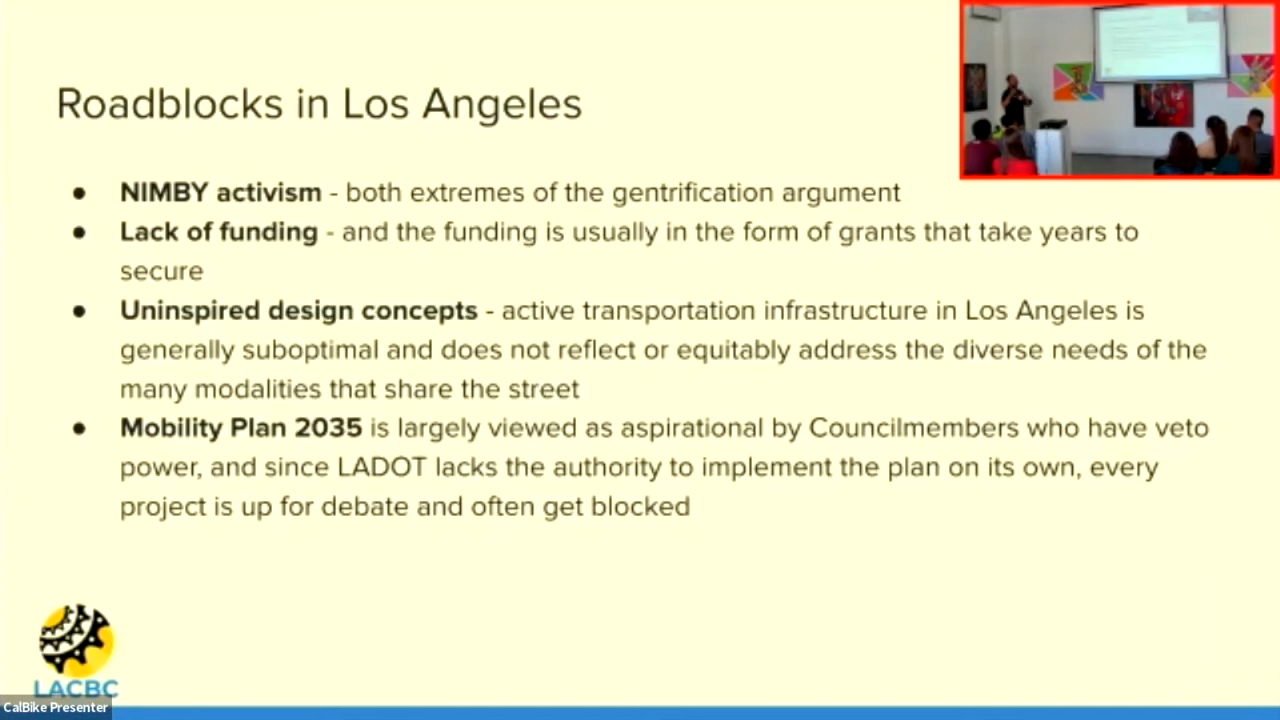 Roadblocks in Los Angeles
● NIMBY activism - both extremes of the gentrification argument
● Lack of funding - and the funding is usually in the form of grants that take years to
secure
● Uninspired design concepts - active transportation infrastructure in Los Angeles is
generally suboptimal and does not reflect or equitably address the diverse needs of the
many modalities that share the street
● Mobility Plan 2035 is largely viewed as aspirational by Councilmembers who have veto
power, and since LADOT lacks the authority to implement the plan on its own, every
project is up for debate and often get blocked
LACBC
CalBike Presenter